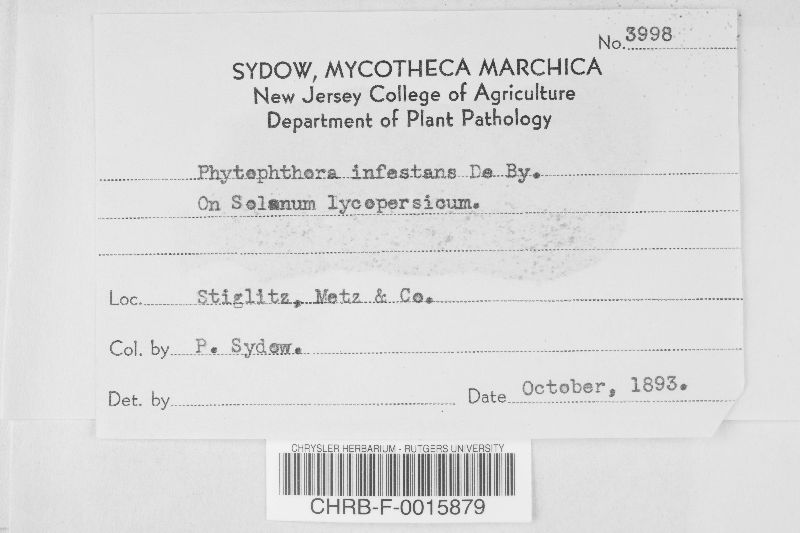 No. 3998
SYDOW, MYCOTHECA MARCHICA
New Jersey College of Agriculture
Department of Plant Pathology
Phytophthora infestans De By.
On Solanum lycopersicum.
Loc. Stiglitz, Metz & Co.
Col. by P. Sydow.
Det. by Date October, 1893.
CHRYSLER HERBARIUM - RUTGERS UNIVERSITY
CHRB-F-0015879